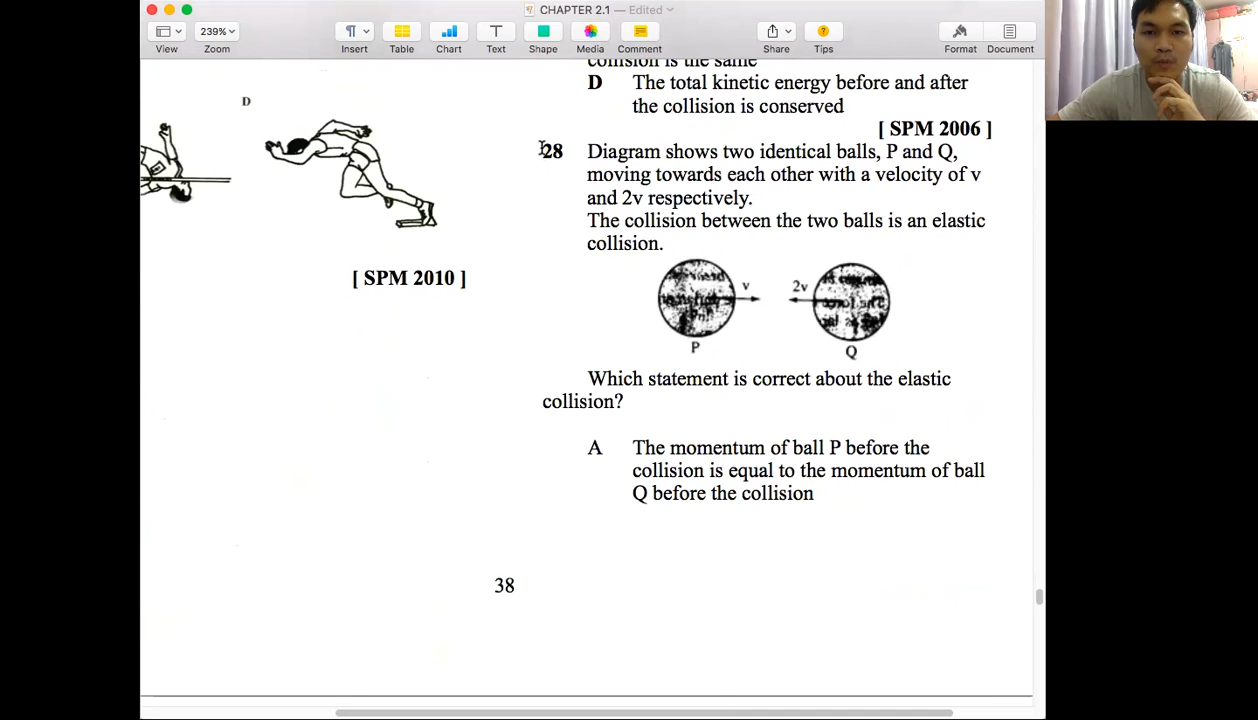 CHAPTER 2.1 — Edited
239%
View
Zoom
Insert
Table
Chart
Text
Shape
Media
Comment
Share
Tips
Format
Document
collision is the same
D The total kinetic energy before and after
the collision is conserved
[ SPM 2006 ]
D
[ SPM 2010 ]
28 Diagram shows two identical balls, P and Q,
moving towards each other with a velocity of v
and 2v respectively.
The collision between the two balls is an elastic
collision.
v
2v
P
Q
Which statement is correct about the elastic
collision?
A The momentum of ball P before the
collision is equal to the momentum of ball
Q before the collision
38